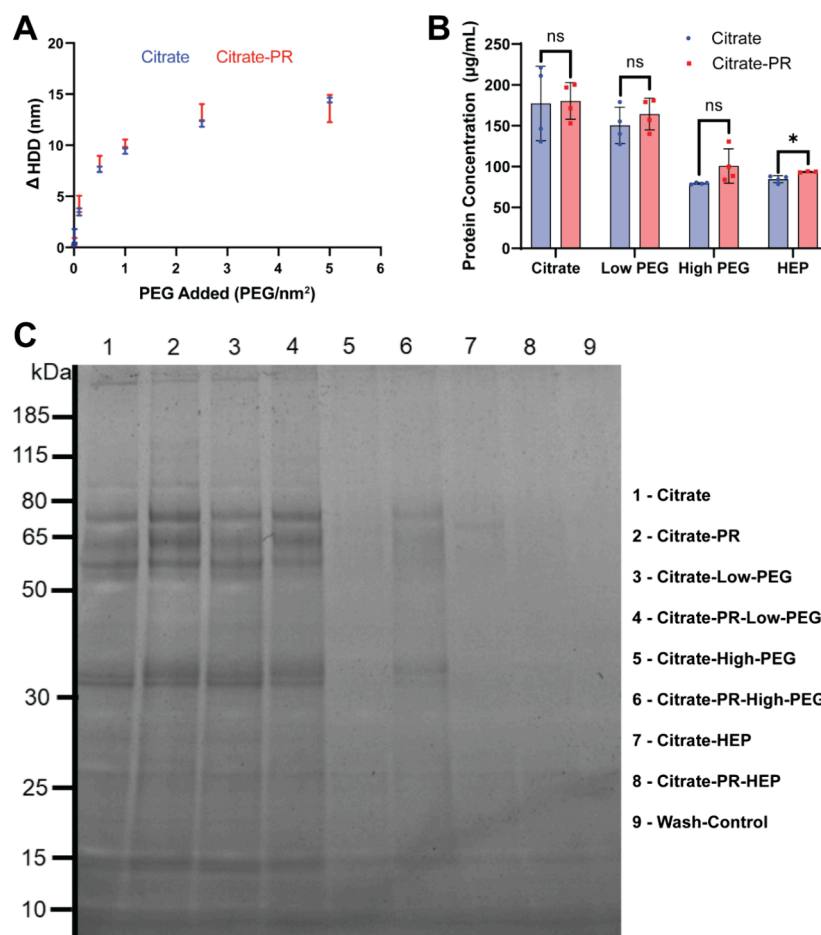 A
20
15
10
5
0
Δ HDD (nm)
Citrate
Citrate-PR
0
1
2
3
4
5
6
PEG Added (PEG/nm²)
B
250
200
150
100
50
0
Protein Concentration (µg/mL)
ns
ns
ns
*
Citrate
Citrate-PR
Citrate
Low PEG
High PEG
HEP
C
1 2 3 4 5 6 7 8 9
kDa
185
115
80
65
50
30
25
15
10
1 - Citrate
2 - Citrate-PR
3 - Citrate-Low-PEG
4 - Citrate-PR-Low-PEG
5 - Citrate-High-PEG
6 - Citrate-PR-High-PEG
7 - Citrate-HEP
8 - Citrate-PR-HEP
9 - Wash-Control